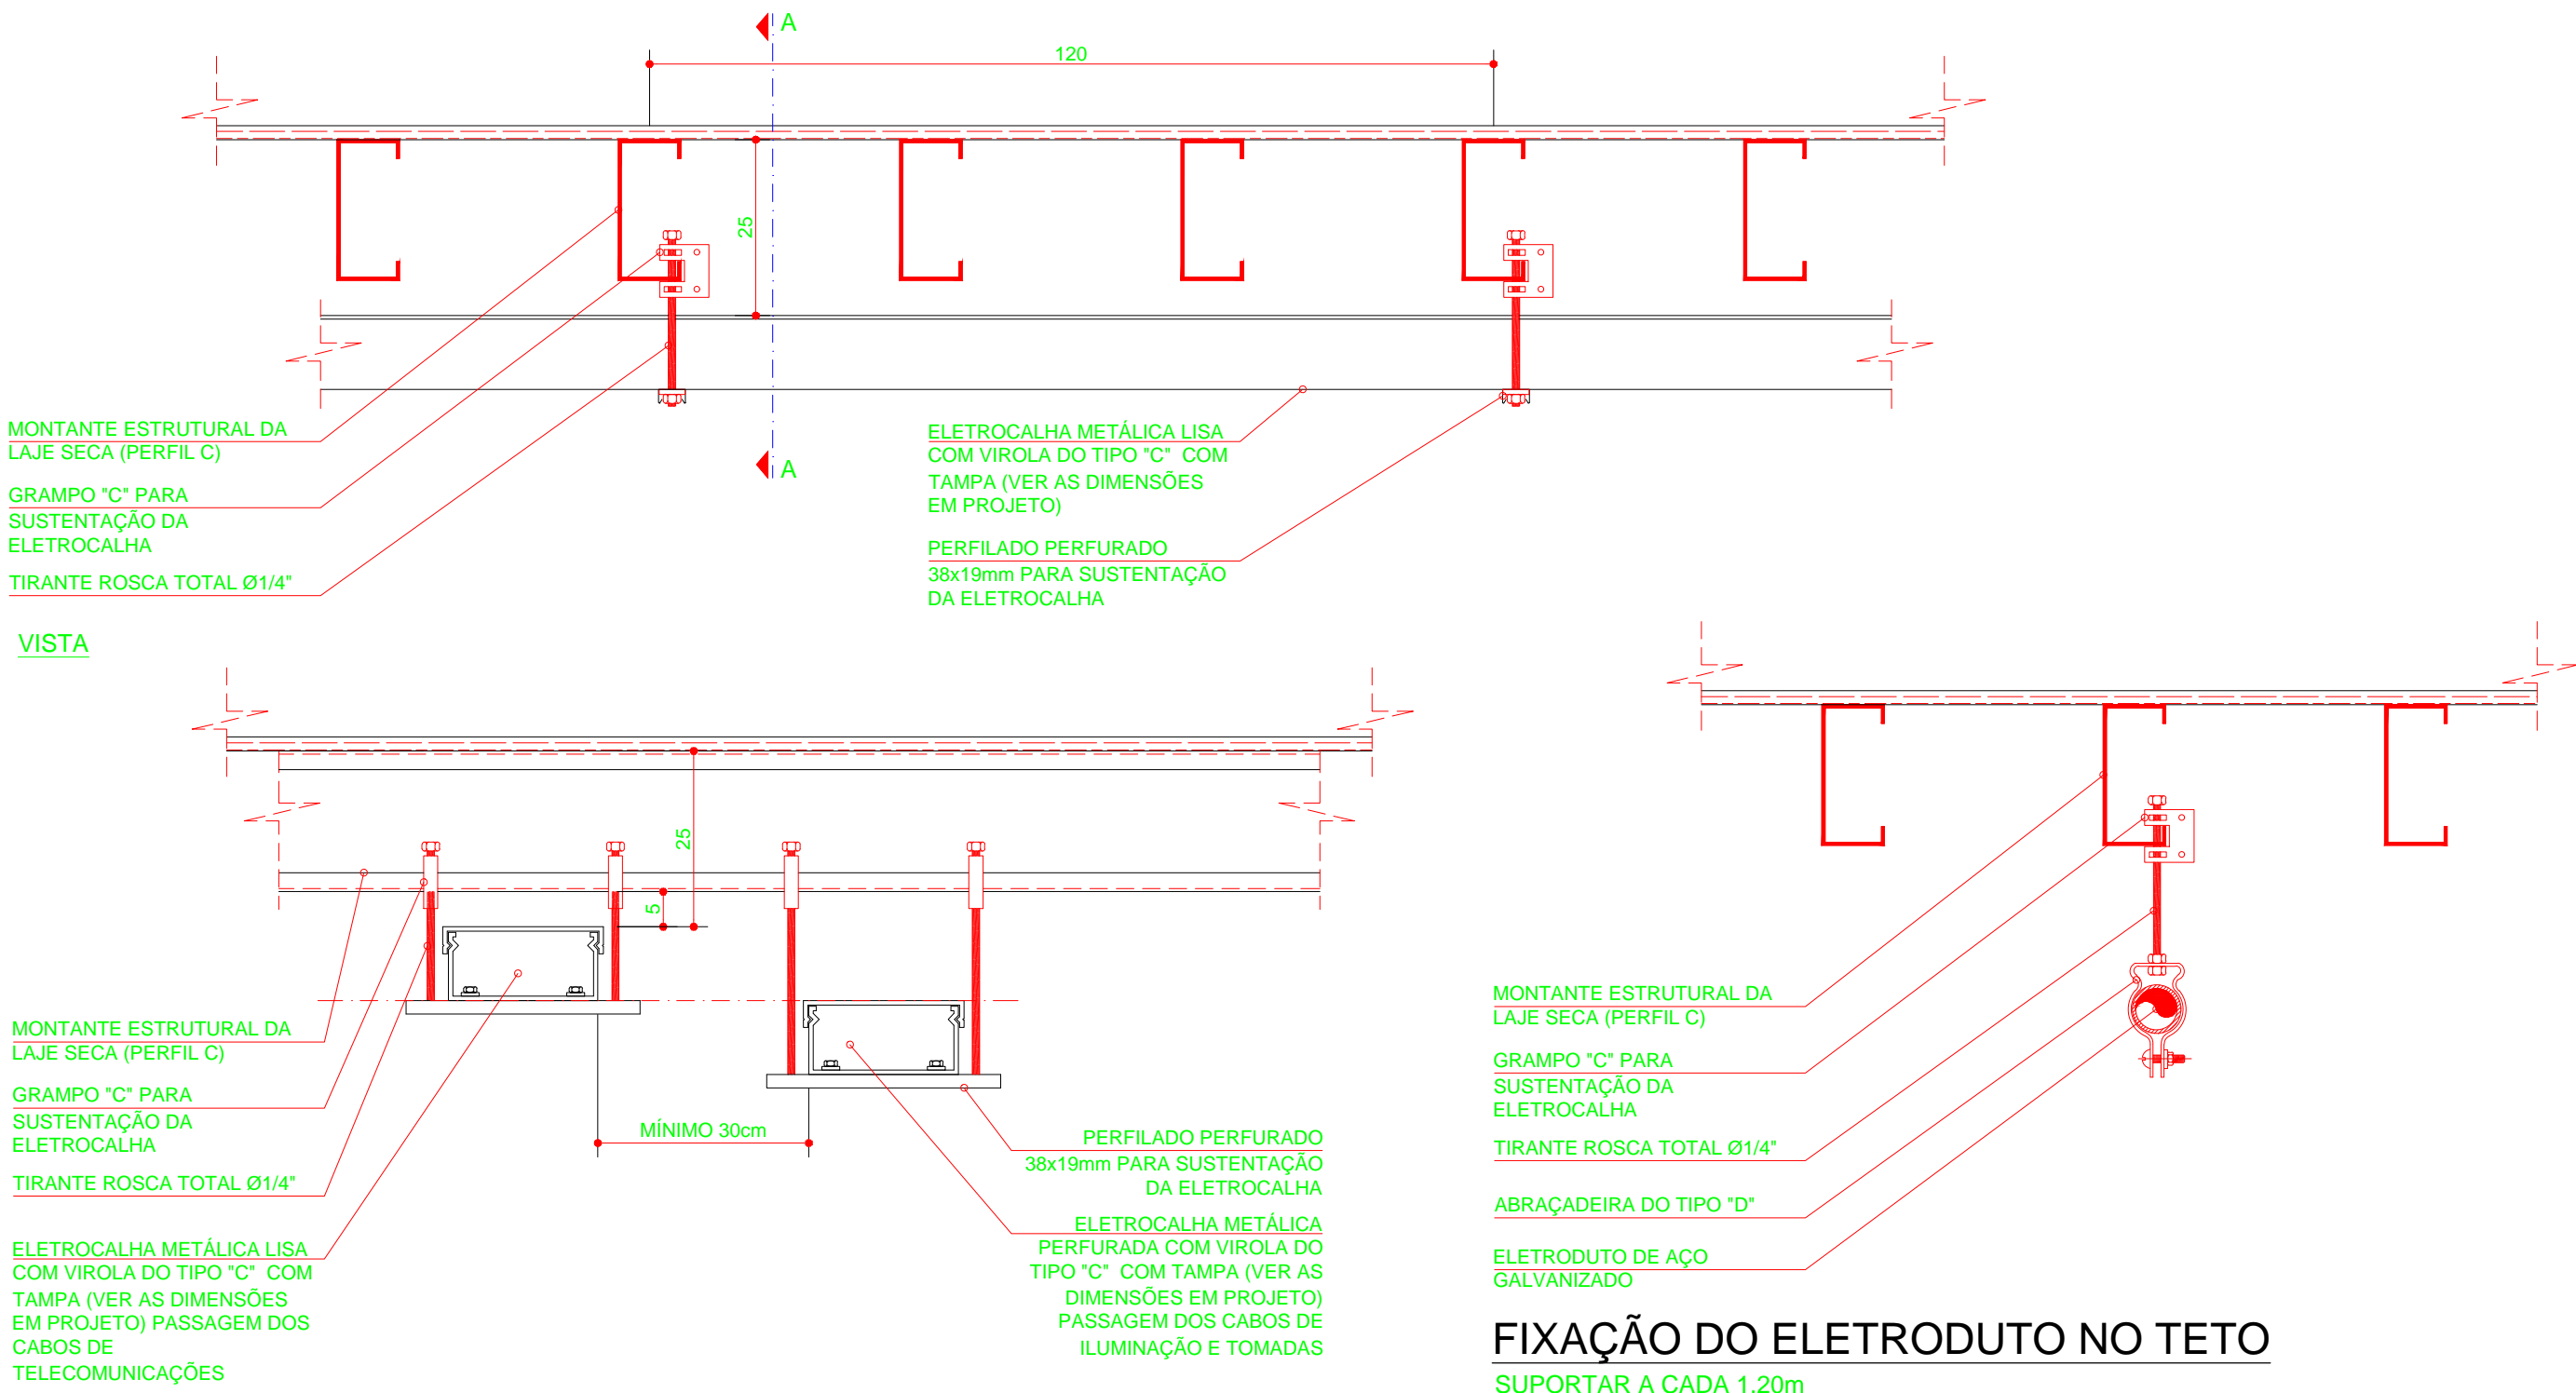 A
120
25
A
MONTANTE ESTRUTURAL DA
LAJE SECA (PERFIL C)
GRAMPO "C" PARA
SUSTENTAÇÃO DA
ELETROCALHA
TIRANTE ROSCA TOTAL Ø1/4"
ELETROCALHA METÁLICA LISA
COM VIROLA DO TIPO "C" COM
TAMPA (VER AS DIMENSÕES
EM PROJETO)
PERFILADO PERFURADO
38x19mm PARA SUSTENTAÇÃO
DA ELETROCALHA
VISTA
25
5
MONTANTE ESTRUTURAL DA
LAJE SECA (PERFIL C)
GRAMPO "C" PARA
SUSTENTAÇÃO DA
ELETROCALHA
TIRANTE ROSCA TOTAL Ø1/4"
ELETROCALHA METÁLICA LISA
COM VIROLA DO TIPO "C" COM
TAMPA (VER AS DIMENSÕES
EM PROJETO) PASSAGEM DOS
CABOS DE
TELECOMUNICAÇÕES
MÍNIMO 30cm
PERFILADO PERFURADO
38x19mm PARA SUSTENTAÇÃO
DA ELETROCALHA
ELETROCALHA METÁLICA
PERFURADA COM VIROLA DO
TIPO "C" COM TAMPA (VER AS
DIMENSÕES EM PROJETO)
PASSAGEM DOS CABOS DE
ILUMINAÇÃO E TOMADAS
MONTANTE ESTRUTURAL DA
LAJE SECA (PERFIL C)
GRAMPO "C" PARA
SUSTENTAÇÃO DA
ELETROCALHA
TIRANTE ROSCA TOTAL Ø1/4"
ABRAÇADEIRA DO TIPO "D"
ELETRODUTO DE AÇO
GALVANIZADO
FIXAÇÃO DO ELETRODUTO NO TETO
SUPORTAR A CADA 1.20m